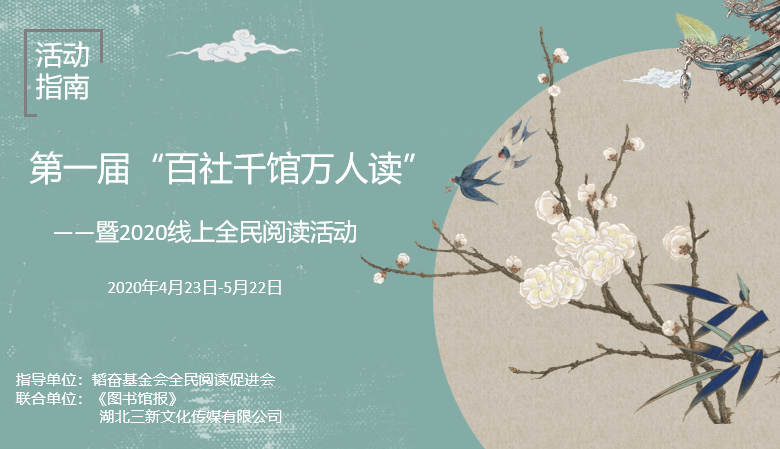 活动
指南
第一届“百社千馆万人读”
——暨2020线上全民阅读活动
2020年4月23日-5月22日
指导单位：韬奋基金会全民阅读促进会
联合单位：《图书馆报》
湖北三新文化传媒有限公司